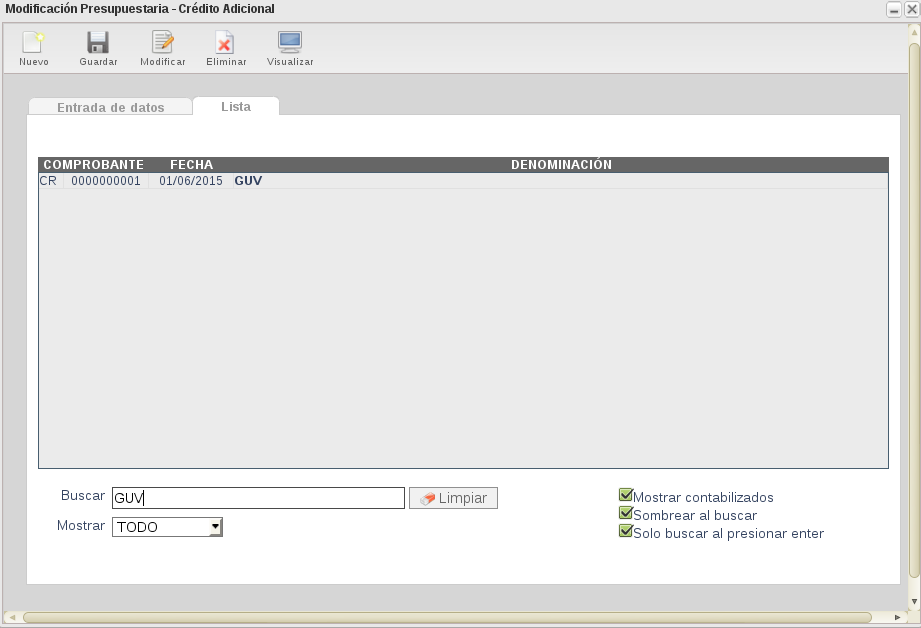 Modificación Presupuestaria - Crédito Adicional
Nuevo Guardar Modificar Eliminar Visualizar
Entrada de datos Lista
COMPROBANTE FECHA DENOMINACIÓN
CR 0000000001 01/06/2015 GUV
Buscar GUV Limpiar
Mostrar TODO
Mostrar contabilizados
Sombrear al buscar
Solo buscar al presionar enter